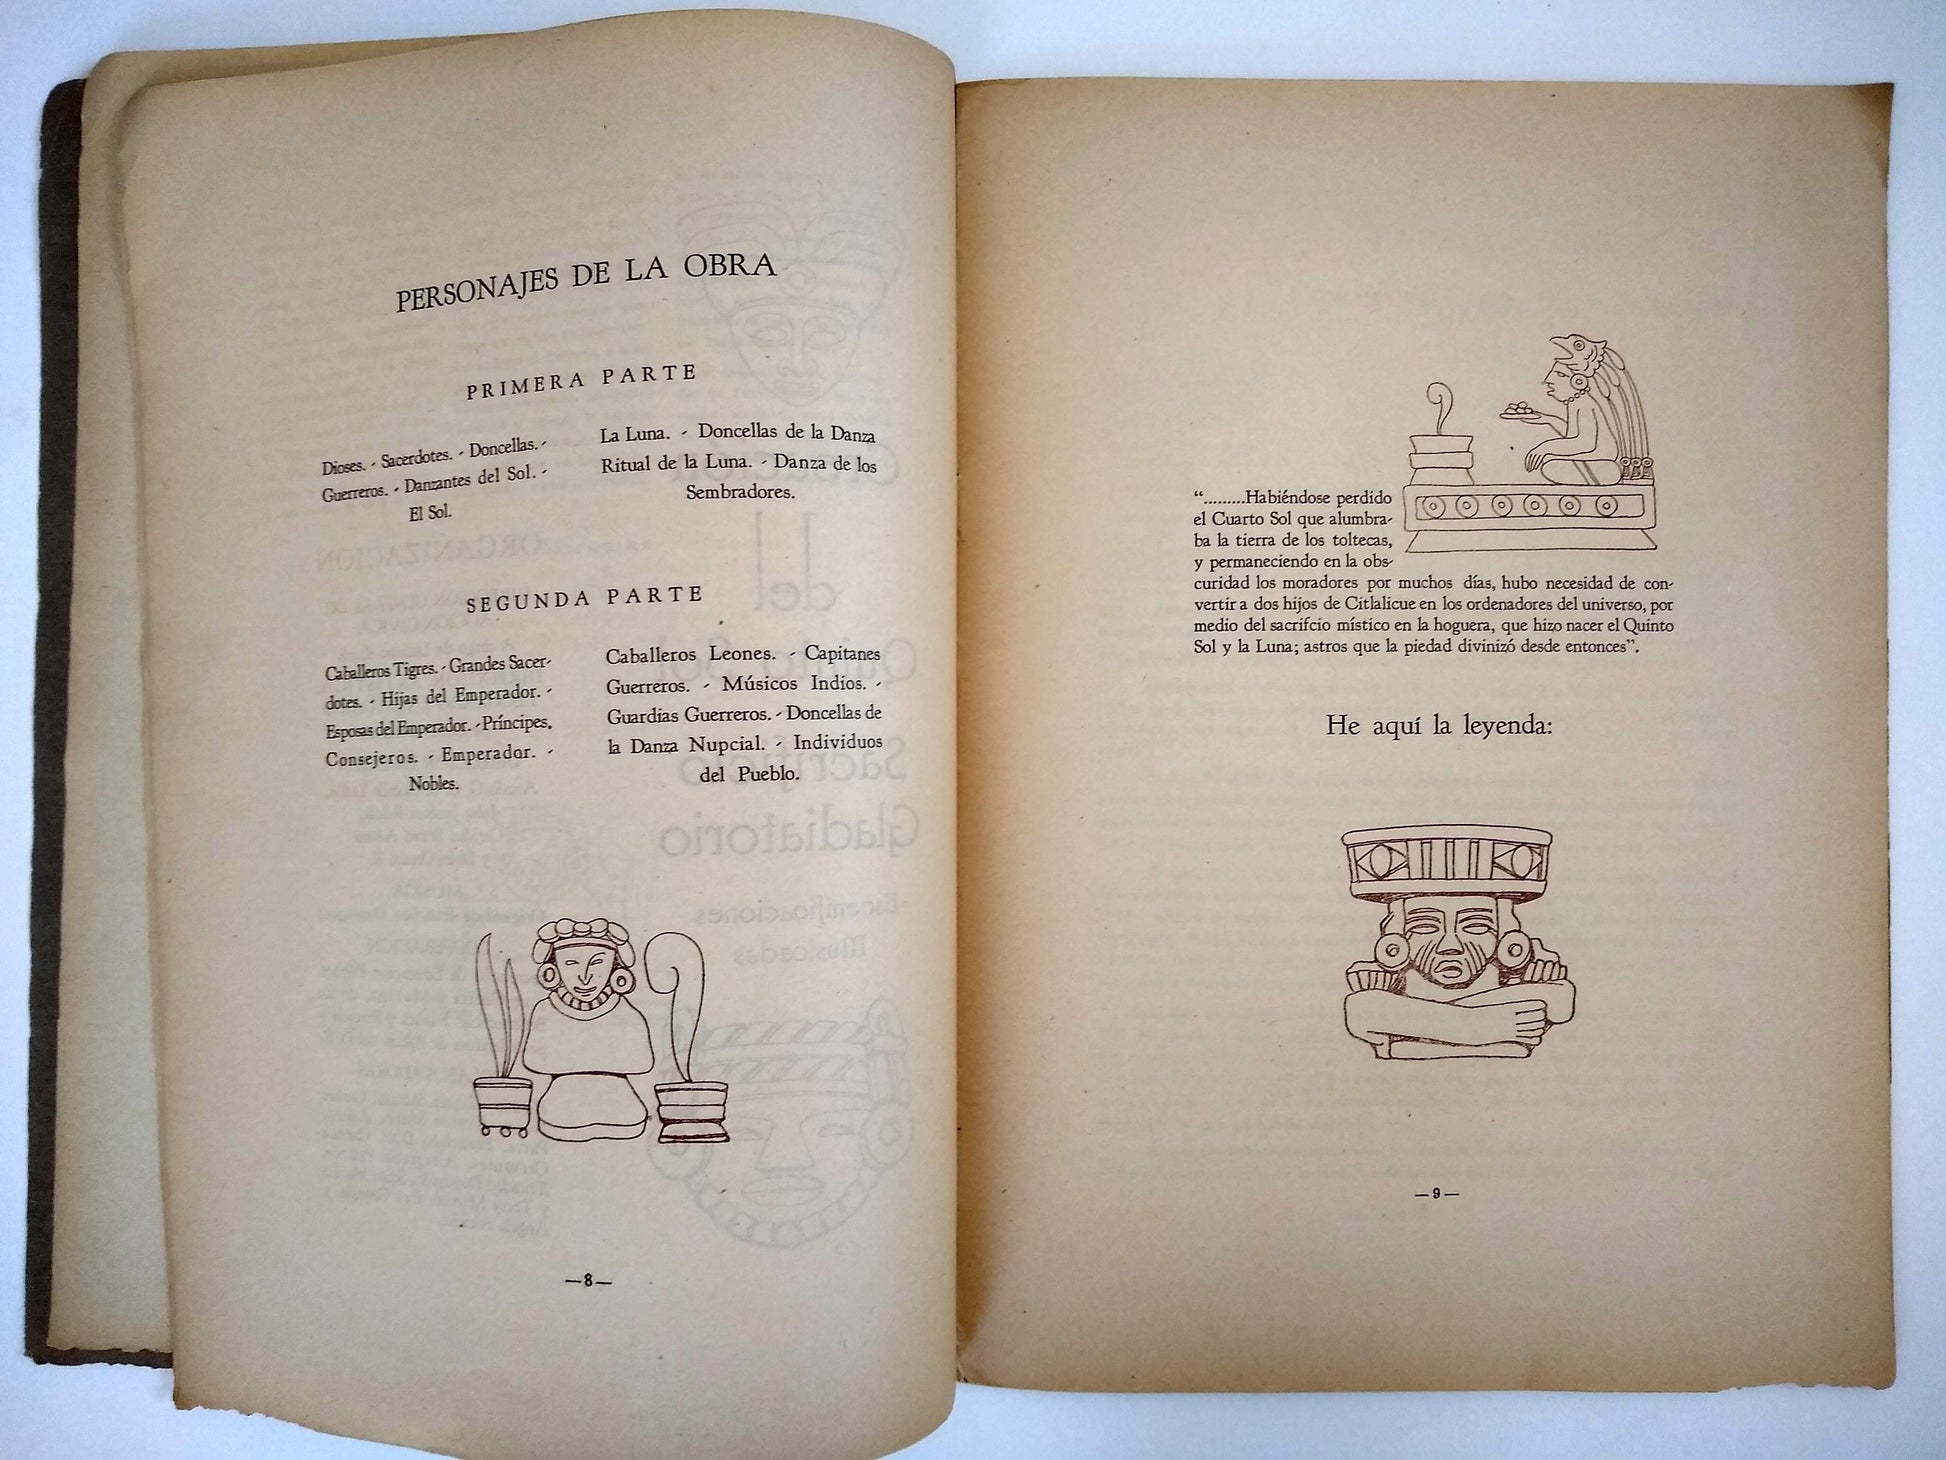 PERSONAJES DE LA OBRA
PRIMERA PARTE
Dioses. - Sacerdotes. - Doncellas. -
Guerreros. - Danzantes del Sol. -
El Sol.
La Luna. - Doncellas de la Danza
Ritual de la Luna. - Danza de los
Sembradores.
SEGUNDA PARTE
Caballeros Tigres. - Grandes Sacer-
dotes. - Hijas del Emperador. -
Esposas del Emperador. - Príncipes.
Consejeros. - Emperador. -
Nobles.
Caballeros Leones. - Capitanes
Guerreros. - Músicos Indios. -
Guardias Guerreros. - Doncellas de
la Danza Nupcial. - Individuos
del Pueblo.
—8—
“.........Habiéndose perdido
el Cuarto Sol que alumbra-
ba la tierra de los toltecas,
y permaneciendo en la obs-
curidad los moradores por muchos días, hubo necesidad de con-
vertir a dos hijos de Citlalicue en los ordenadores del universo, por
medio del sacrifcio místico en la hoguera, que hizo nacer el Quinto
Sol y la Luna; astros que la piedad divinizó desde entonces”.
He aquí la leyenda:
—9—